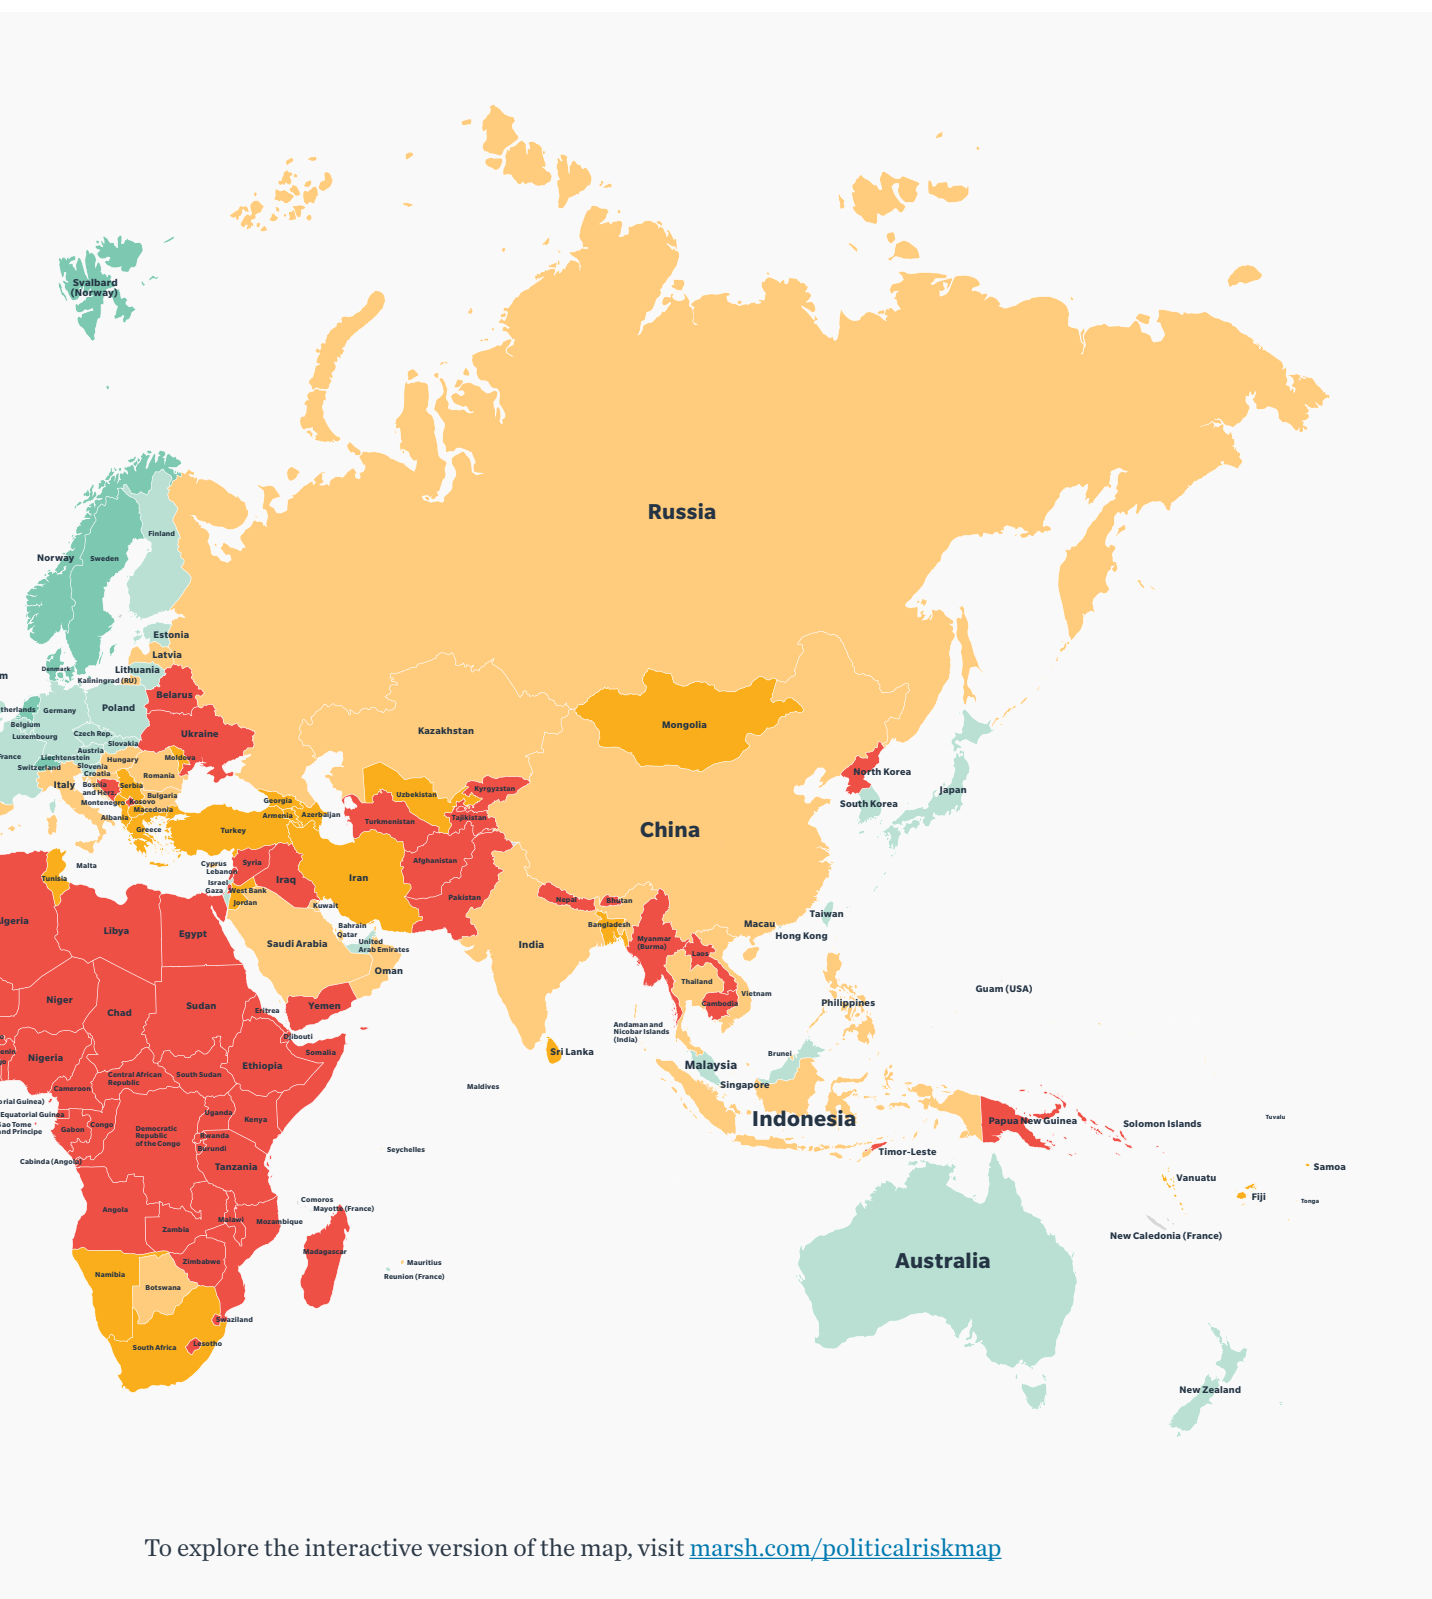 Svalbard
(Norway)
Russia
Finland
Norway
Sweden
Estonia
Latvia
Denmark
Lithuania
m
Kaliningrad (RU)
Belarus
therlands
Germany
Poland
Belgium
Kazakhstan
Mongolia
Luxembourg
Czech Rep.
Ukraine
Slovakia
Austria
rance
Liechtenstein
Hungary
Moldova
Switzerland
Slovenia
Croatia
Romania
North Korea
Italy
Bosnia
and Herz.
Serbia
Kyrgyzstan
Japan
Bulgaria
Uzbekistan
Montenegro
Kosovo
Georgia
South Korea
Macedonia
Albania
Armenia
Azerbaijan
Turkmenistan
Tajikistan
Greece
Turkey
China
Malta
Cyprus
Syria
Afghanistan
Lebanon
Tunisia
Iraq
Iran
Israel
Gaza
West Bank
Pakistan
Nepal
Bhutan
Jordan
Kuwait
Taiwan
lgeria
Libya
Egypt
Bahrain
Qatar
Bangladesh
Macau
Hong Kong
Saudi Arabia
United
Arab Emirates
India
Myanmar
(Burma)
Laos
Oman
Thailand
Guam (USA)
Niger
Sudan
Yemen
Vietnam
Cambodia
Philippines
Chad
Eritrea
Andaman and
Nicobar Islands
(India)
Djibouti
enin
Nigeria
Somalia
Sri Lanka
Brunei
Ethiopia
Malaysia
Central African
Republic
South Sudan
Cameroon
Maldives
Singapore
orial Guinea)
Equatorial Guinea
Uganda
Kenya
Indonesia
Papua New Guinea
Tuvalu
Sao Tome
and Principe
Gabon
Congo
Democratic
Republic
of the Congo
Rwanda
Burundi
Solomon Islands
Seychelles
Timor-Leste
Cabinda (Angola)
Tanzania
Samoa
Vanuatu
Comoros
Mayotte (France)
Fiji
Tonga
Angola
Malawi
Mozambique
Zambia
New Caledonia (France)
Madagascar
Zimbabwe
Mauritius
Australia
Namibia
Reunion (France)
Botswana
Swaziland
South Africa
Lesotho
New Zealand
To explore the interactive version of the map, visit marsh.com/politicalriskmap